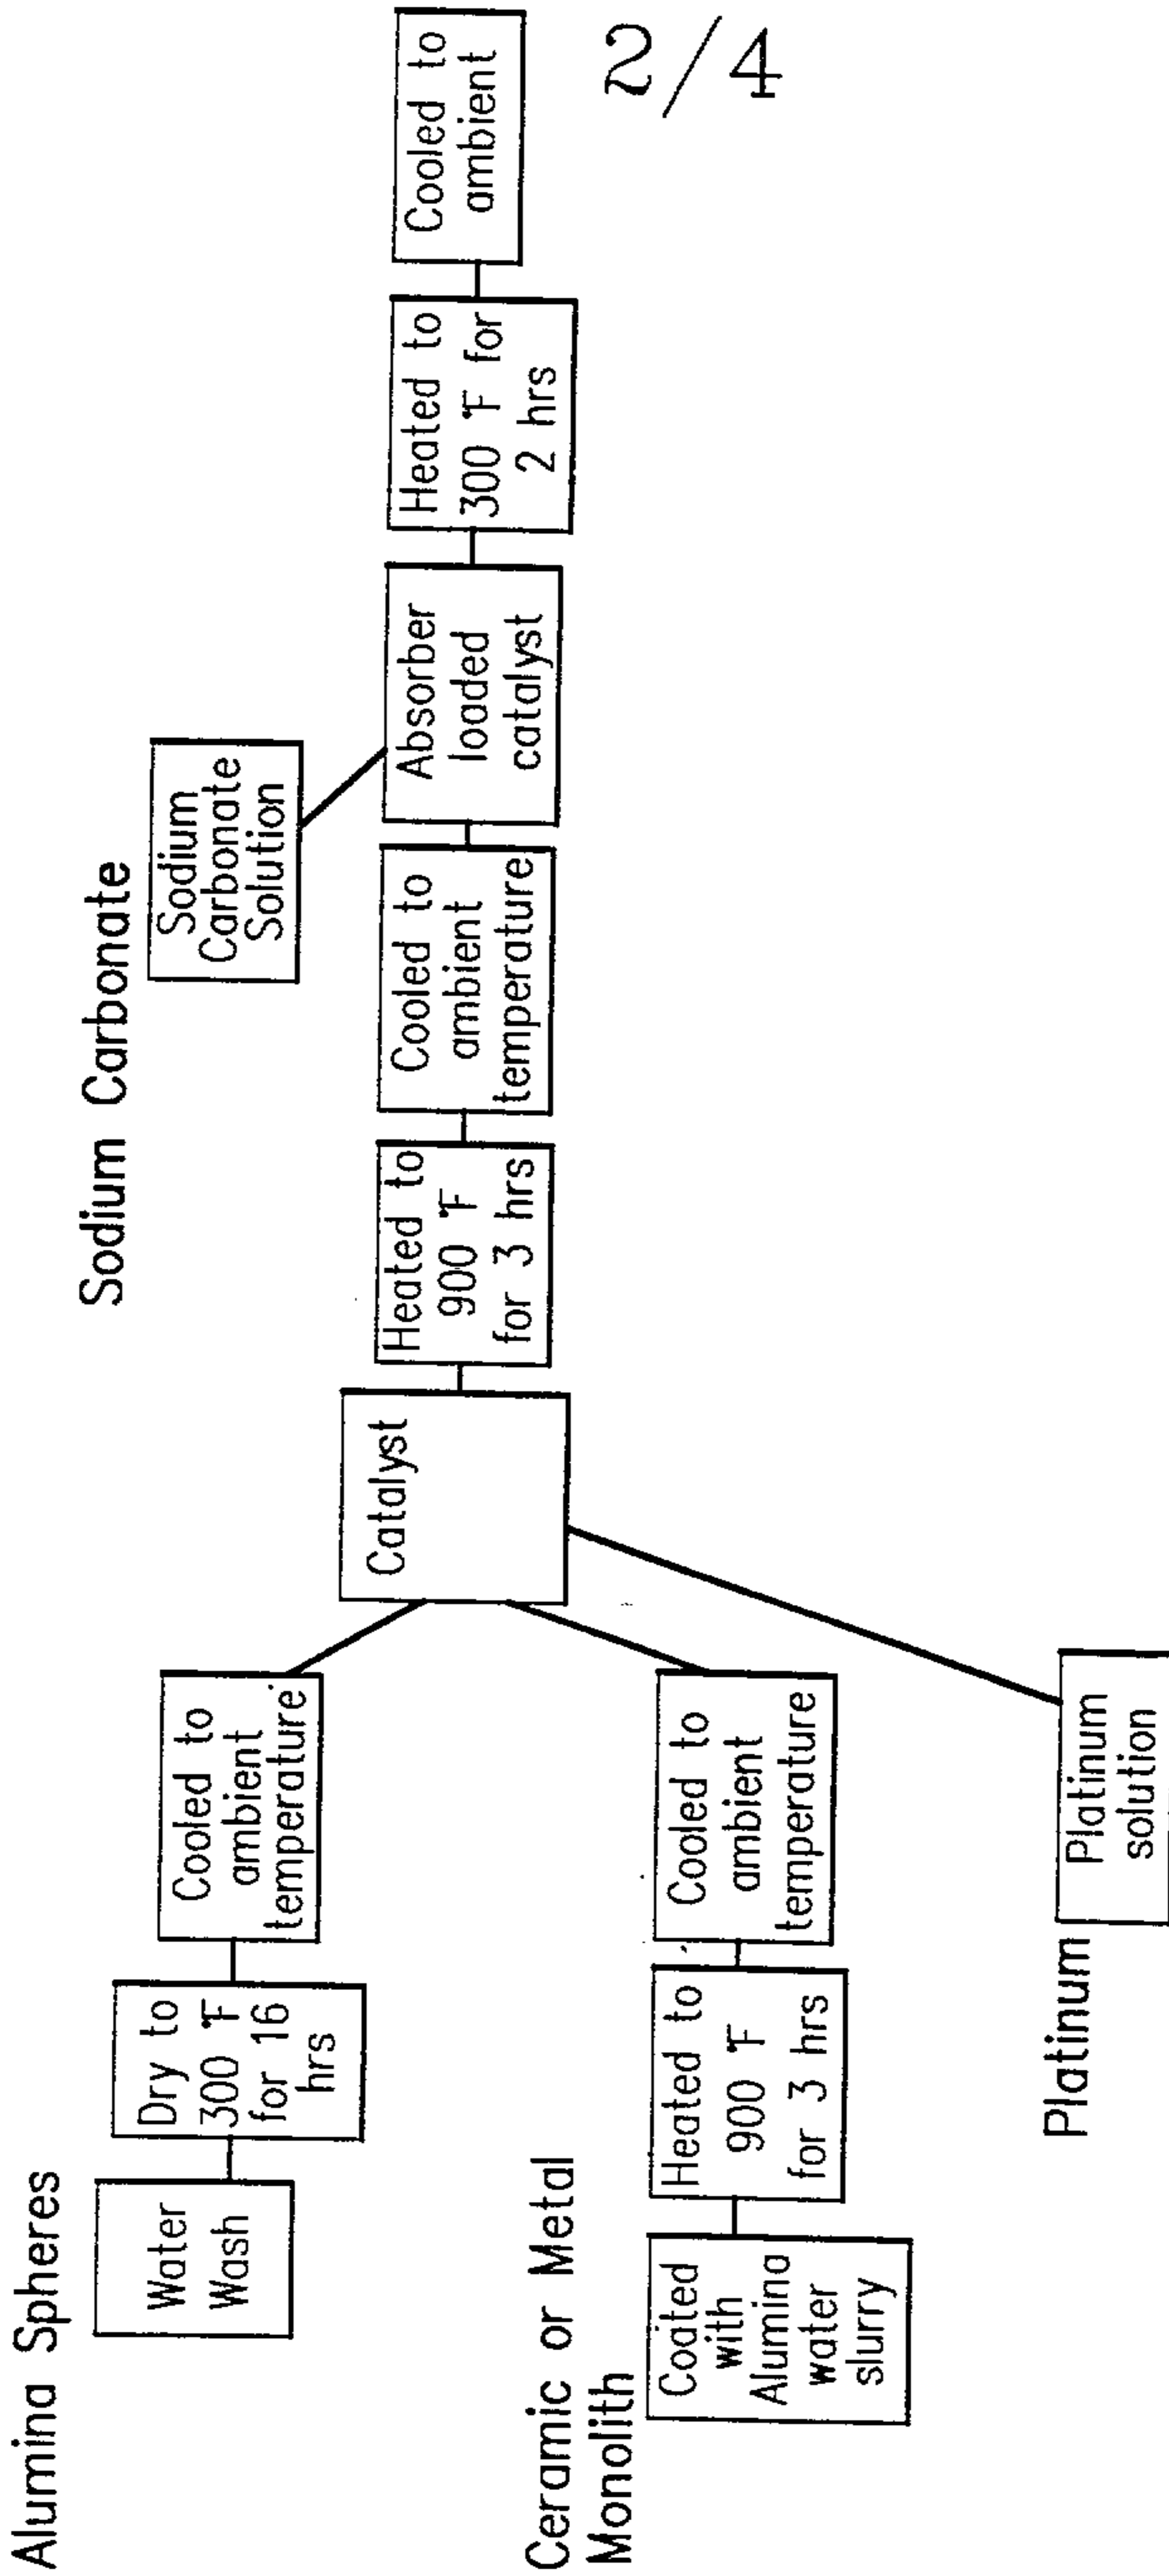 Alumina Spheres
Water
Wash
Dry to
300 °F
for 16
hrs
Cooled to
ambient
temperature
Ceramic or Metal
Monolith
Coated
with
Alumina
water
slurry
Heated to
900 °F
for 3 hrs
Cooled to
ambient
temperature
Platinum
Platinum
solution
Catalyst
Heated to
900 °F
for 3 hrs
Cooled to
ambient
temperature
Sodium Carbonate
Sodium
Carbonate
Solution
Absorber
loaded
catalyst
Heated to
300 °F for
2 hrs
Cooled to
ambient
2/4